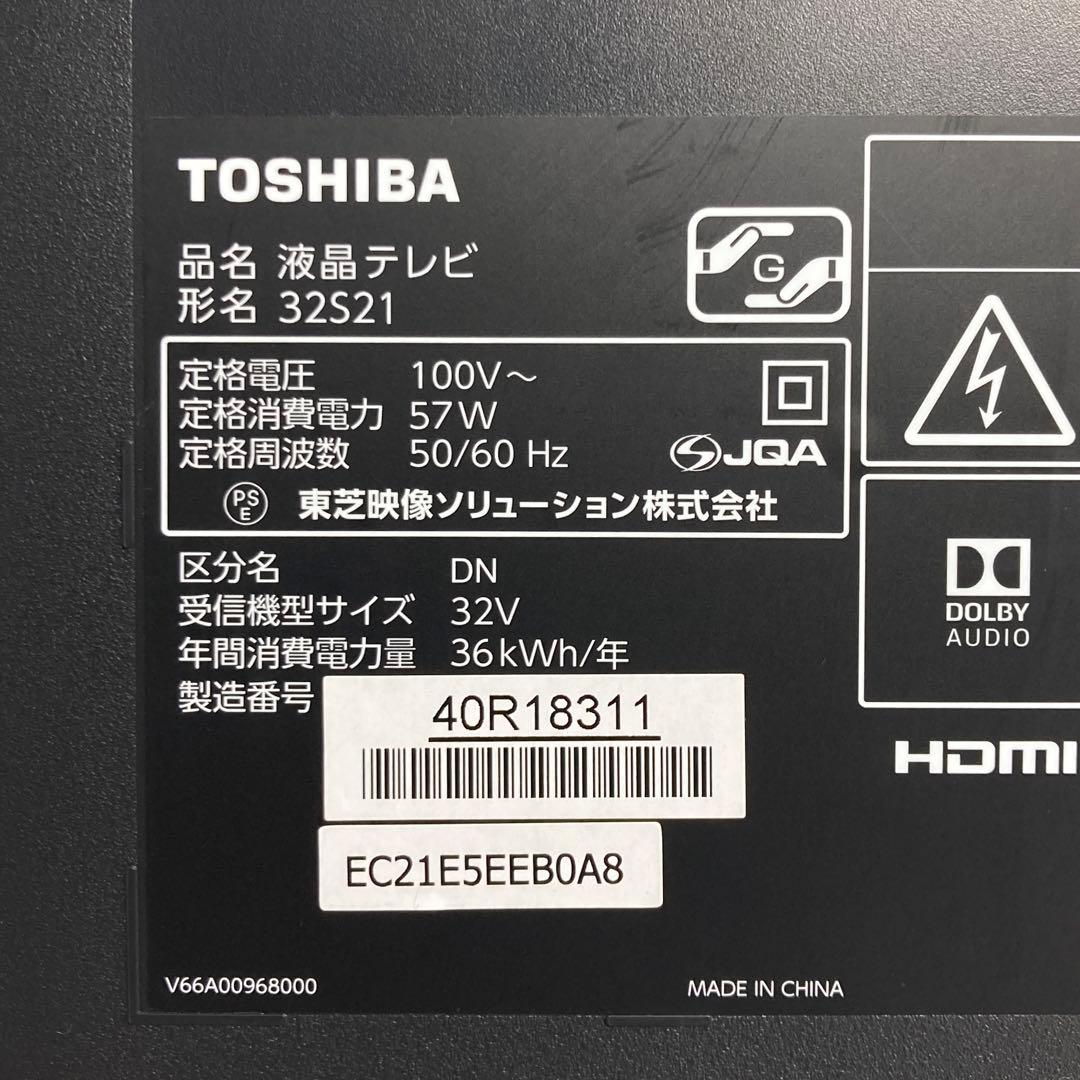 TOSHIBA
品名 液晶テレビ
形名 32S21
G
定格電圧 100V～
定格消費電力 57W
定格周波数 50/60 Hz
JQA
PSE 東芝映像ソリューション株式会社
区分名 DN
受信機型サイズ 32V
年間消費電力量 36kWh/年
製造番号 40R18311
EC21E5EEB0A8
V66A00968000
MADE IN CHINA
DOLBY
AUDIO
HDMI